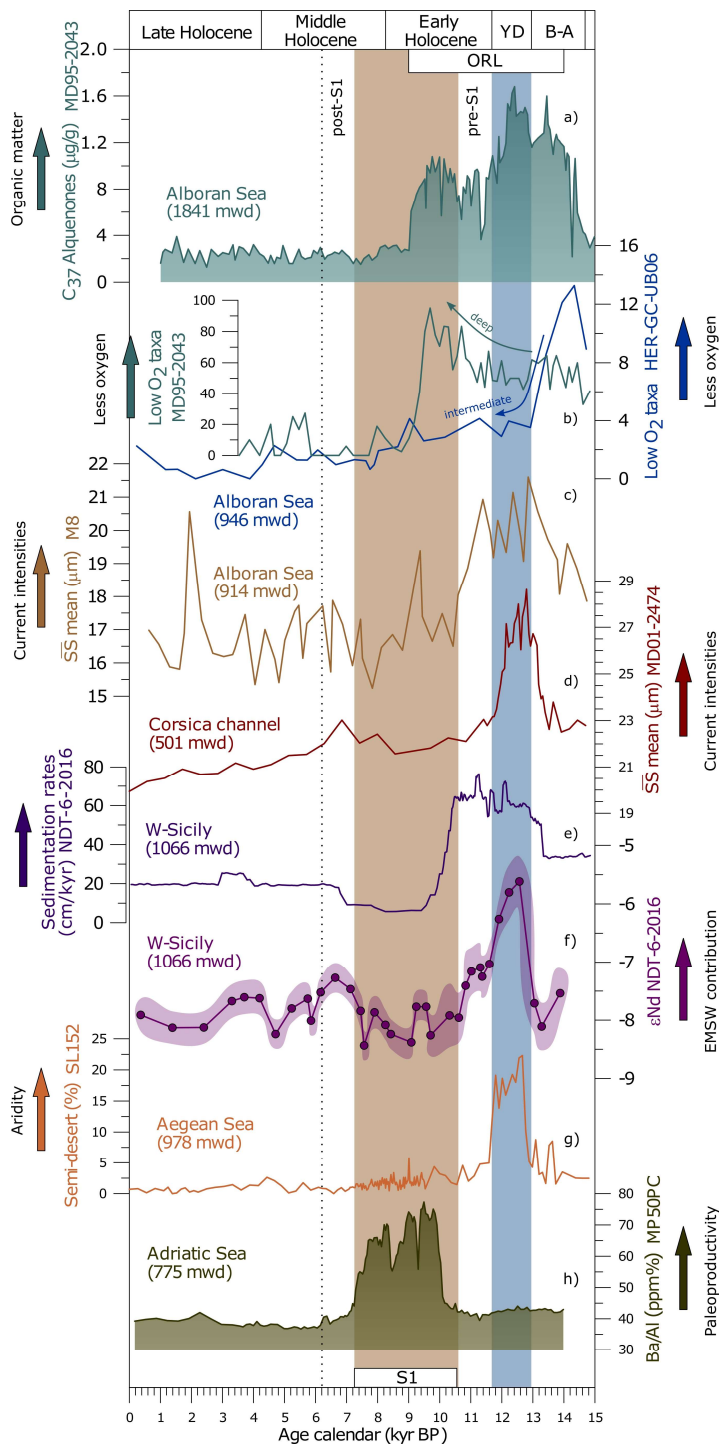 Late Holocene
Middle
Holocene
Early
Holocene
YD
B-A
ORL
post-S1
pre-S1
a)
Organic matter
C37 Alquenones (µg/g) MD95-2043
2.0
1.6
1.2
8
4
0
Alboran Sea
(1841 mwd)
16
12
8
4
0
Low O2 taxa HER-GC-UB06
Less oxygen
Less oxygen
Low O2 taxa
MD95-2043
100
80
60
40
20
0
deep
intermediate
b)
Alboran Sea
(946 mwd)
22
21
20
19
18
17
16
15
Current intensities
SS mean (µm) M8
c)
Alboran Sea
(914 mwd)
29
27
25
23
21
19
SS mean (µm) MD01-2474
Current intensities
d)
Corsica channel
(501 mwd)
80
60
40
20
0
Sedimentation rates
(cm/kyr) NDT-6-2016
W-Sicily
(1066 mwd)
e)
-5
-6
-7
-8
-9
εNd NDT-6-2016
EMSW contribution
W-Sicily
(1066 mwd)
f)
25
20
15
10
5
0
Aridity
Semi-desert (%) SL152
Aegean Sea
(978 mwd)
g)
80
70
60
50
40
30
Ba/Al (ppm%) MP50PC
Paleoproductivity
Adriatic Sea
(775 mwd)
h)
S1
0 1 2 3 4 5 6 7 8 9 10 11 12 13 14 15
Age calendar (kyr BP)